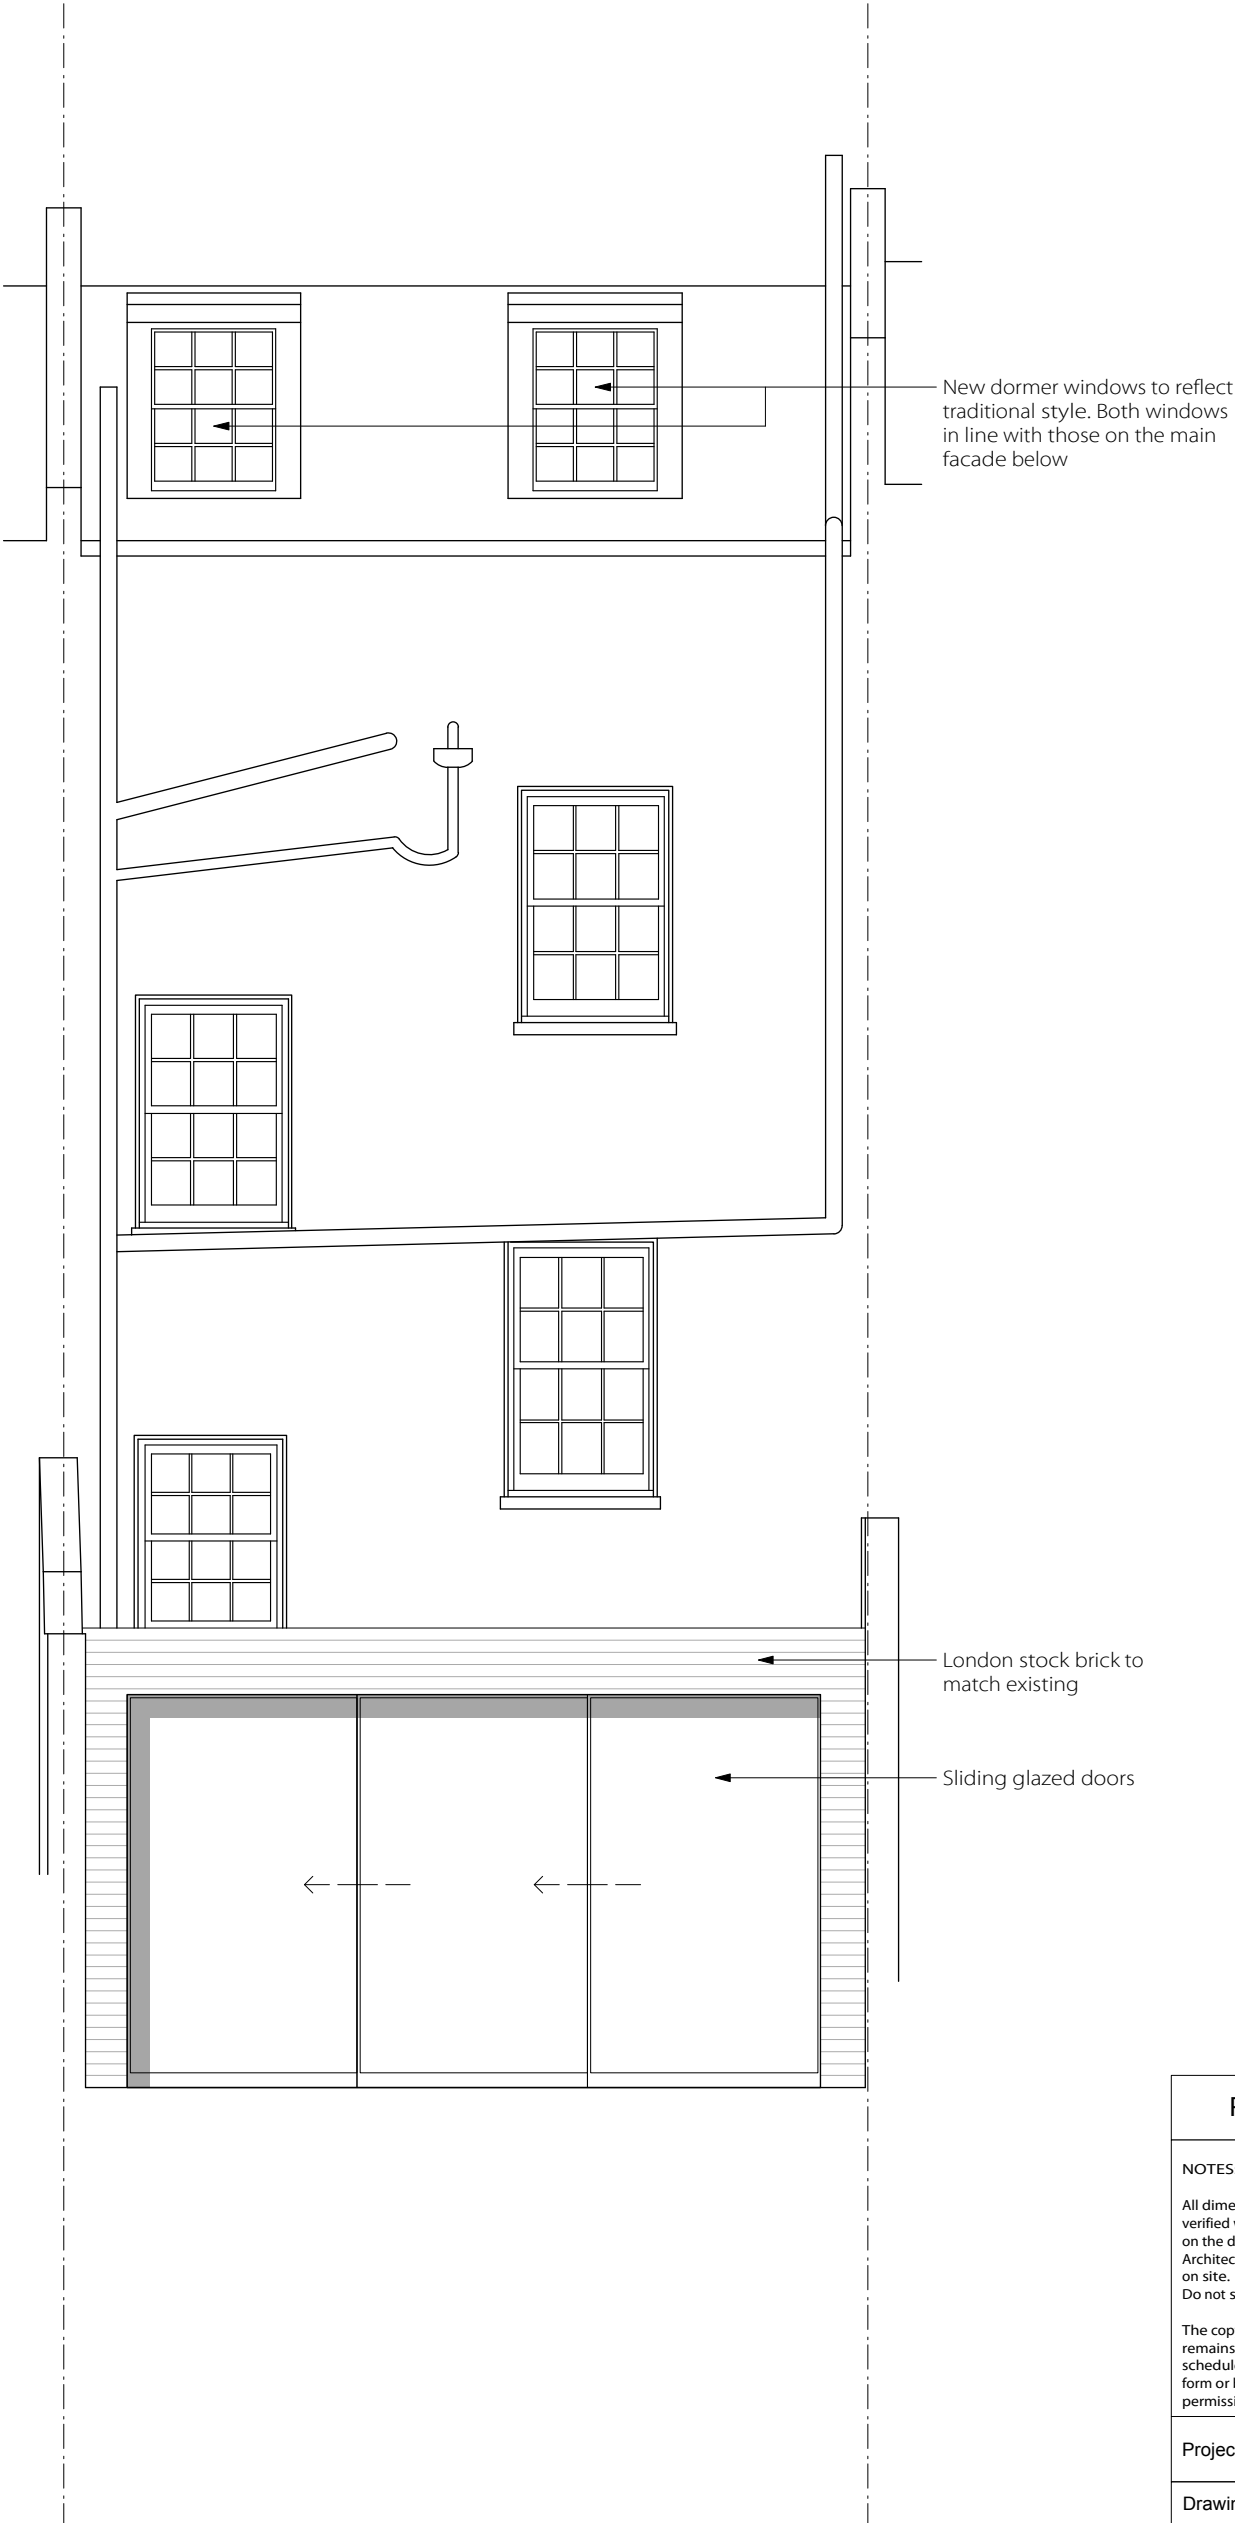 New dormer windows to reflect
traditional style. Both windows
in line with those on the main
facade below
London stock brick to
match existing
Sliding glazed doors
NOTES
All dime
verified
on the d
Architec
on site.
Do not s
The cop
remains
schedul
form or
permissi
Projec
Drawin